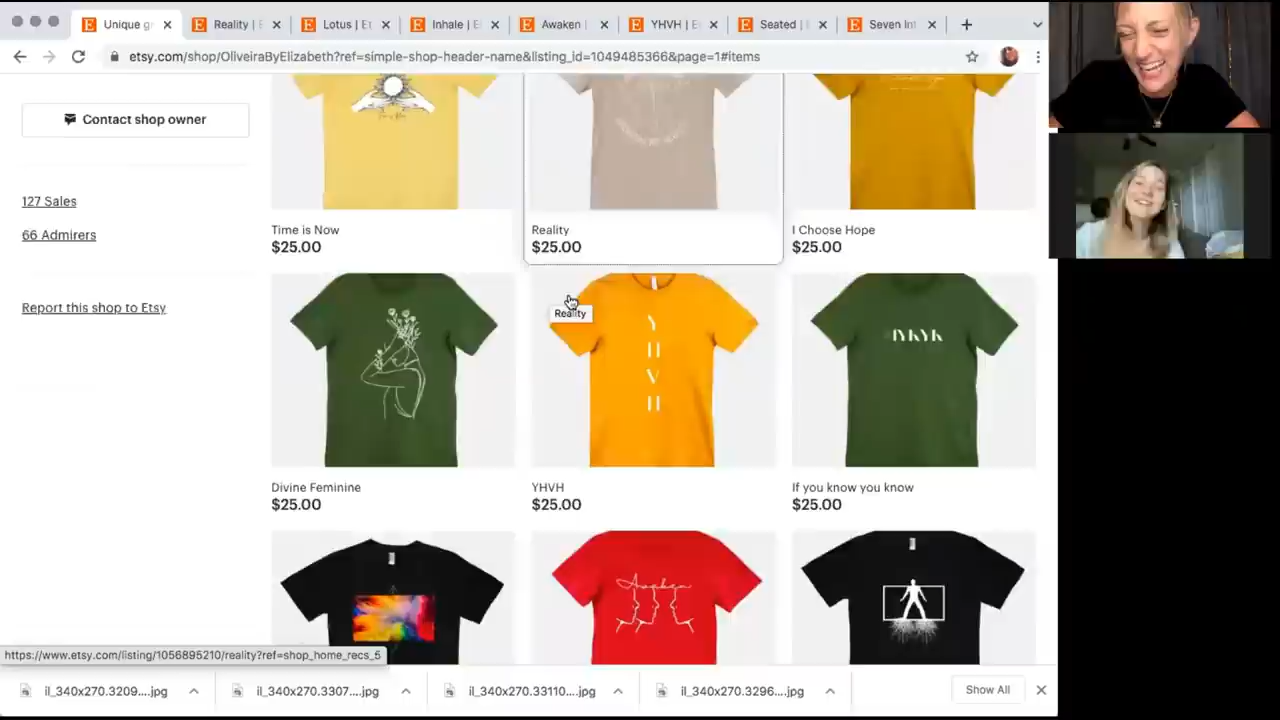 Unique gr
Reality | E
Lotus | Et
Inhale | E
Awaken |
YHVH | E
Seated |
Seven Int
etsy.com/shop/OliveiraByElizabeth?ref=simple-shop-header-name&listing_id=1049485366&page=1#items
Contact shop owner
127 Sales
66 Admirers
Report this shop to Etsy
Time is Now
$25.00
Reality
$25.00
I Choose Hope
$25.00
Reality
Y
H
V
H
IYKYK
Divine Feminine
$25.00
YHVH
$25.00
If you know you know
$25.00
Awaken
https://www.etsy.com/listing/1056895210/reality?ref=shop_home_recs_5
il_340x270.3209....jpg
il_340x270.3307....jpg
il_340x270.33110....jpg
il_340x270.3296....jpg
Show All